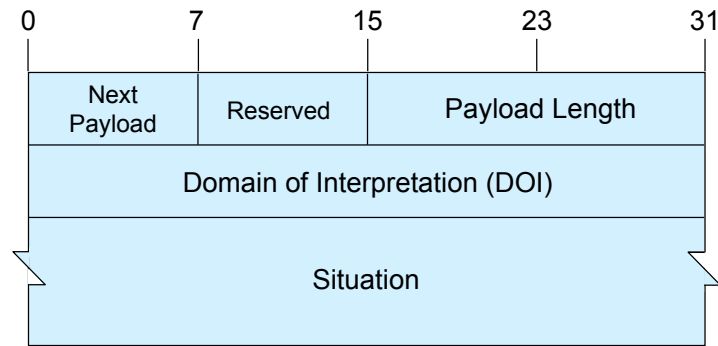 0 7 15 23 31
Next
Payload
Reserved
Payload Length
Domain of Interpretation (DOI)
Situation